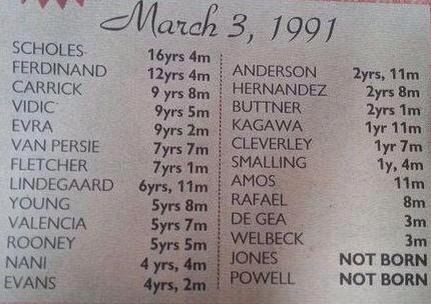 March 3, 1991
SCHOLES 16yrs 4m
FERDINAND 12yrs 4m
CARRICK 9 yrs 8m
VIDIC 9yrs 5m
EVRA 9yrs 2m
VAN PERSIE 7yrs 7m
FLETCHER 7yrs 1m
LINDEGAARD 6yrs, 11m
YOUNG 5yrs 8m
VALENCIA 5yrs 7m
ROONEY 5yrs 5m
NANI 4 yrs, 4m
EVANS 4yrs, 2m
ANDERSON 2yrs, 11m
HERNANDEZ 2yrs 8m
BUTTNER 2yrs 1m
KAGAWA 1yr 11m
CLEVERLEY 1yr 7m
SMALLING 1y, 4m
AMOS 11m
RAFAEL 8m
DE GEA 3m
WELBECK 3m
JONES NOT BORN
POWELL NOT BORN